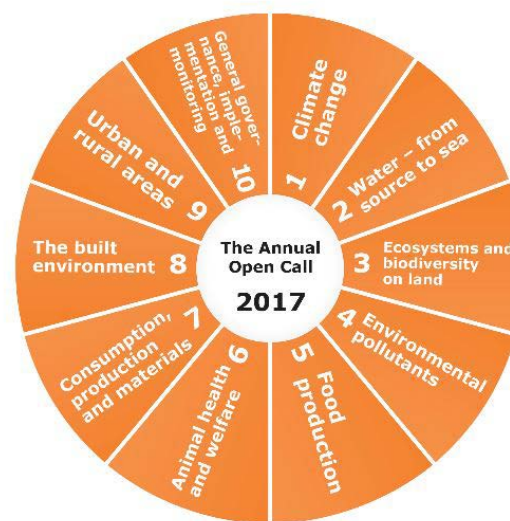 The Annual
Open Call
2017
1
Climate
change
2
Water – from
source to sea
3
Ecosystems and
biodiversity
on land
4
Environmental
pollutants
5
Food
production
6
Animal health
and welfare
7
Consumption,
production
and materials
8
The built
environment
9
Urban and
rural areas
10
General gover-
nance, imple-
mentation and
monitoring